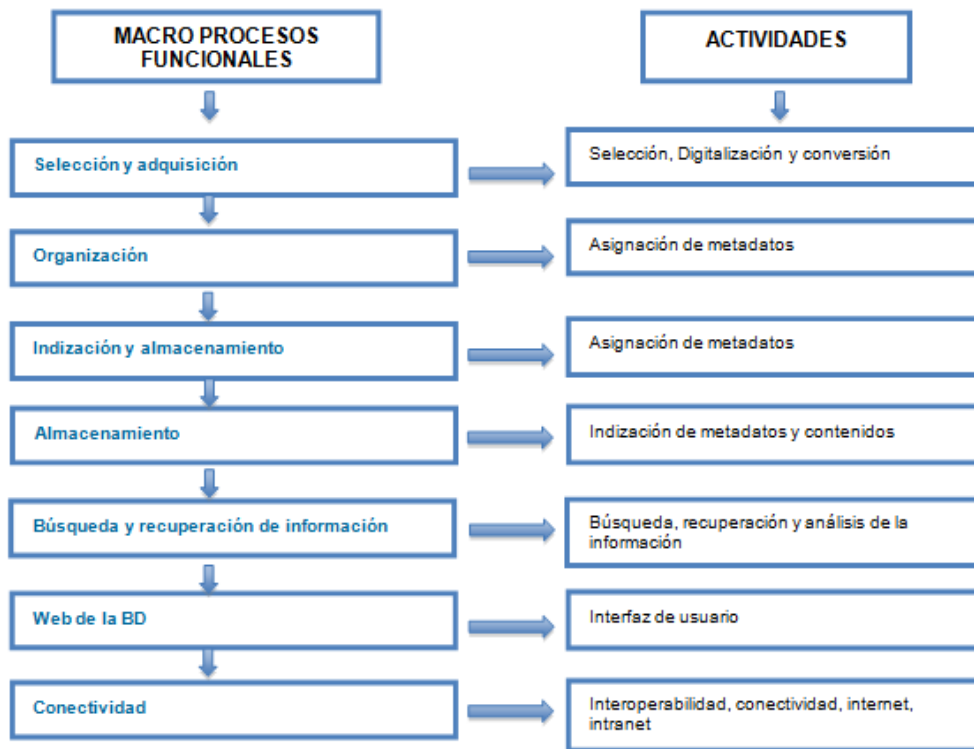 MACRO PROCESOS
FUNCIONALES
ACTIVIDADES
Selección y adquisición
Selección, Digitalización y conversión
Organización
Asignación de metadatos
Indización y almacenamiento
Asignación de metadatos
Almacenamiento
Indización de metadatos y contenidos
Búsqueda y recuperación de información
Búsqueda, recuperación y análisis de la
información
Web de la BD
Interfaz de usuario
Conectividad
Interoperabilidad, conectividad, internet,
intranet